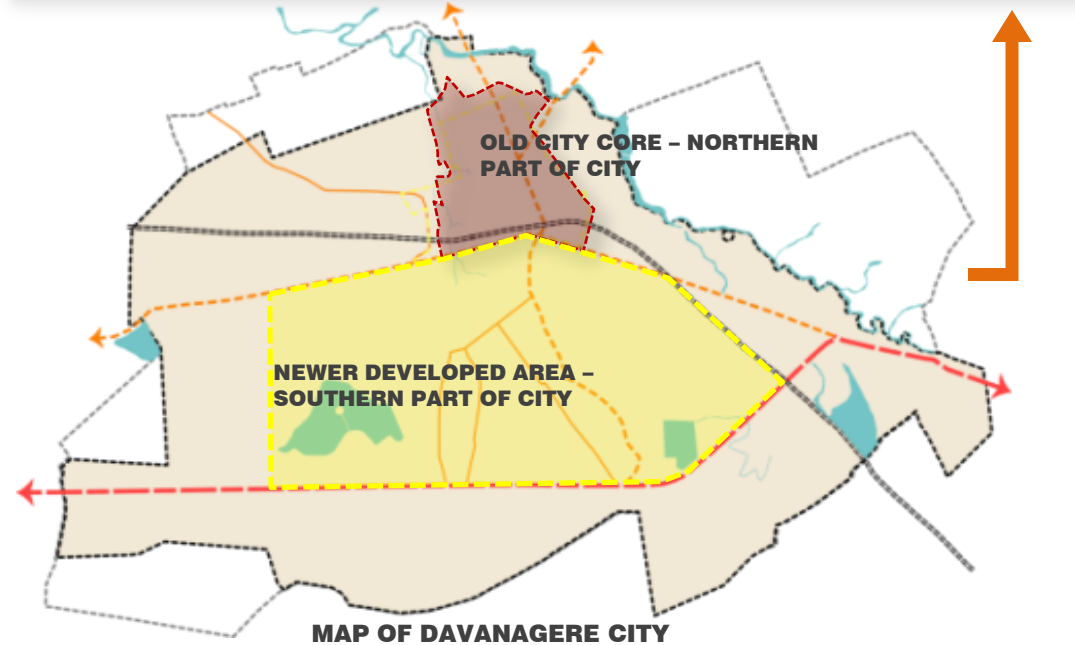 OLD CITY CORE – NORTHERN
PART OF CITY
NEWER DEVELOPED AREA –
SOUTHERN PART OF CITY
MAP OF DAVANAGERE CITY